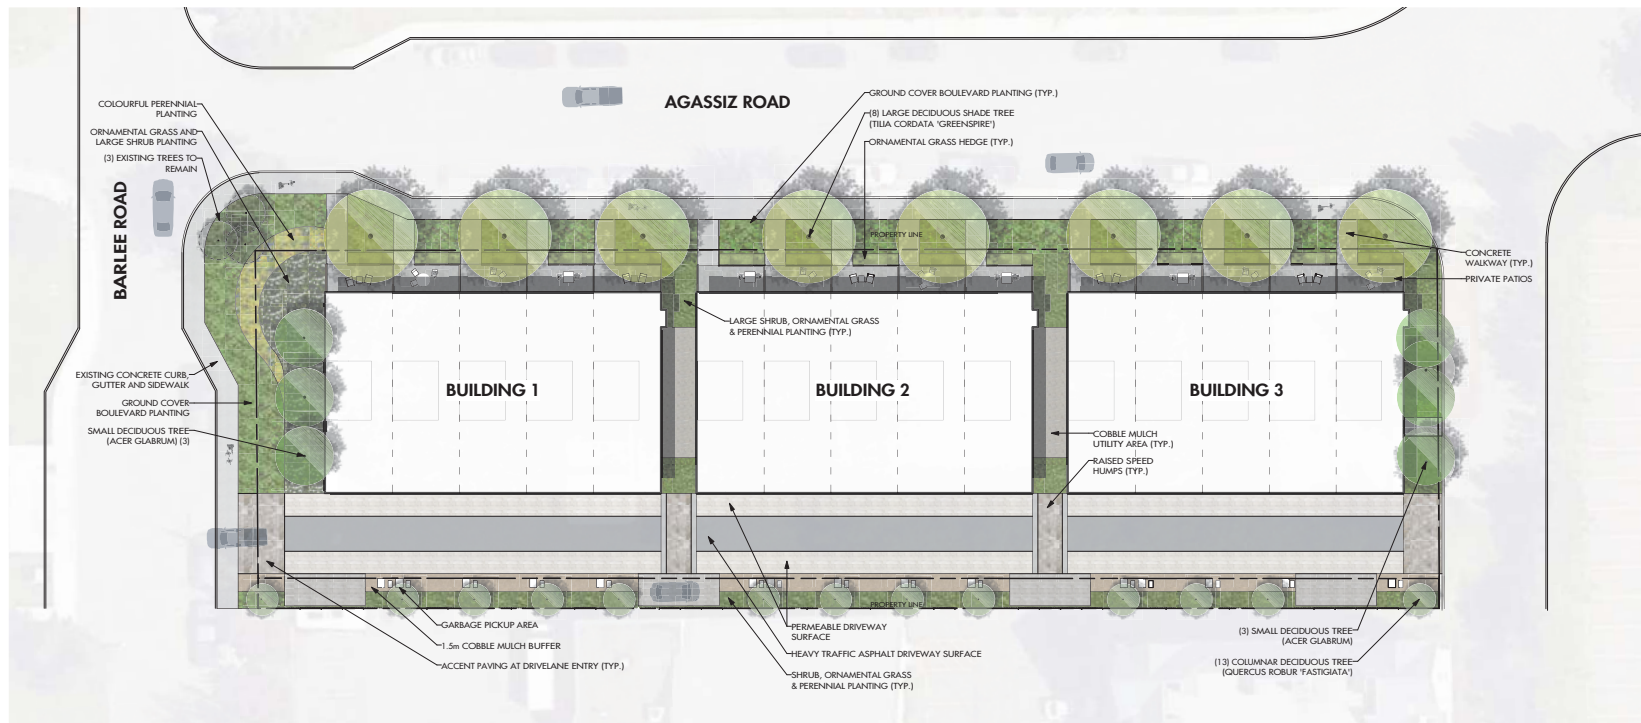 AGASSIZ ROAD
BARLEE ROAD
COLOURFUL PERENNIAL
PLANTING
ORNAMENTAL GRASS AND
LARGE SHRUB PLANTING
(3) EXISTING TREES TO
REMAIN
GROUND COVER BOULEVARD PLANTING (TYP.)
(8) LARGE DECIDUOUS SHADE TREE
(TILIA CORDATA 'GREENSPIRE')
ORNAMENTAL GRASS HEDGE (TYP.)
PROPERTY LINE
CONCRETE
WALKWAY (TYP.)
PRIVATE PATIOS
LARGE SHRUB, ORNAMENTAL GRASS
& PERENNIAL PLANTING (TYP.)
EXISTING CONCRETE CURB,
GUTTER AND SIDEWALK
GROUND COVER
BOULEVARD PLANTING
SMALL DECIDUOUS TREE
(ACER GLABRUM) (3)
BUILDING 1
BUILDING 2
BUILDING 3
COBBLE MULCH
UTILITY AREA (TYP.)
RAISED SPEED
HUMPS (TYP.)
PROPERTY LINE
GARBAGE PICKUP AREA
1.5m COBBLE MULCH BUFFER
ACCENT PAVING AT DRIVELANE ENTRY (TYP.)
PERMEABLE DRIVEWAY
SURFACE
HEAVY TRAFFIC ASPHALT DRIVEWAY SURFACE
SHRUB, ORNAMENTAL GRASS
& PERENNIAL PLANTING (TYP.)
(3) SMALL DECIDUOUS TREE
(ACER GLABRUM)
(13) COLUMNAR DECIDUOUS TREE
(QUERCUS ROBUR 'FASTIGIATA')